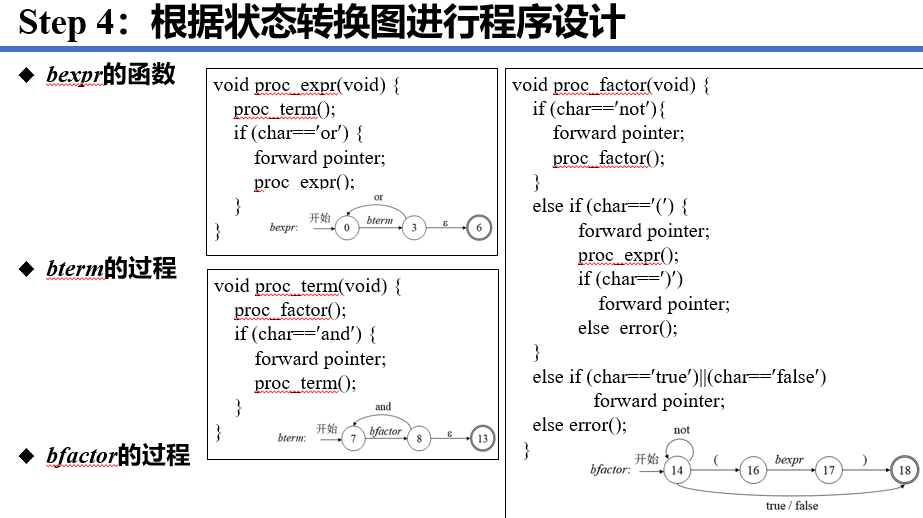 Step 4：根据状态转换图进行程序设计
◆ bexpr的函数
void proc_expr(void) {
proc_term();
if (char=='or') {
forward pointer;
proc_expr();
}
}
bexpr: 开始 0 bterm 3 ε 6
or
◆ bterm的过程
void proc_term(void) {
proc_factor();
if (char=='and') {
forward pointer;
proc_term();
}
}
and
bterm: 开始 7 bfactor 8 ε 13
◆ bfactor的过程
void proc_factor(void) {
if (char=='not'){
forward pointer;
proc_factor();
}
else if (char=='(') {
forward pointer;
proc_expr();
if (char==')')
forward pointer;
else error();
}
else if (char=='true')||(char=='false')
forward pointer;
else error();
}
not
bfactor: 开始 14 ( 16 bexpr 17 ) 18
true / false